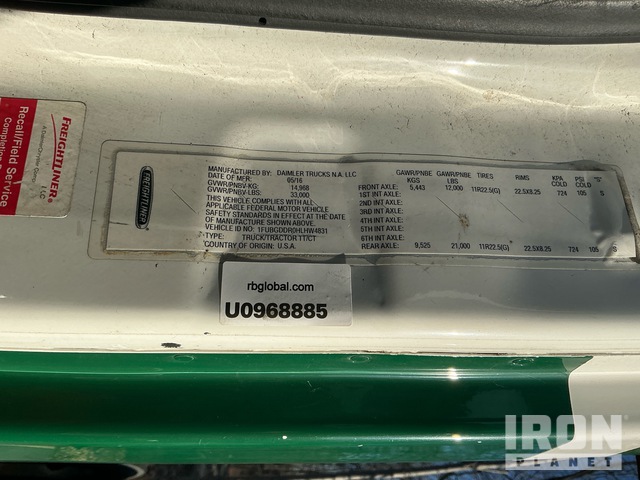 FREIGHTLINER
A Daimler
LLC
Recall/Field Service
FREIGHTLINER
MANUFACTURED BY: DAIMLER TRUCKS N.A. LLC
DATE OF MFR: 05/16
GVWR/PNBV-KG: 14,968
GVWR/PNBV-LBS: 33,000
THIS VEHICLE COMPLIES WITH ALL
APPLICABLE FEDERAL MOTOR VEHICLE
SAFETY STANDARDS IN EFFECT AT THE DATE
OF MANUFACTURE SHOWN ABOVE.
VEHICLE ID NO: 1FUBGDDR0HLHW4831
TYPE: TRUCK/TRACTOR TT/CT
COUNTRY OF ORIGIN: U.S.A.
GAWR/PNBE KGS GAWR/PNBE LBS TIRES RIMS KPA COLD PSI COLD "S"
FRONT AXLE: 5,443 12,000 11R22.5(G) 22.5X8.25 724 105 S
1ST INT AXLE:
2ND INT AXLE:
3RD INT AXLE:
4TH INT AXLE:
5TH INT AXLE:
6TH INT AXLE:
REAR AXLE: 9,525 21,000 11R22.5(G) 22.5X8.25 724 105 S
rbglobal.com
U0968885
IRON
PLANET